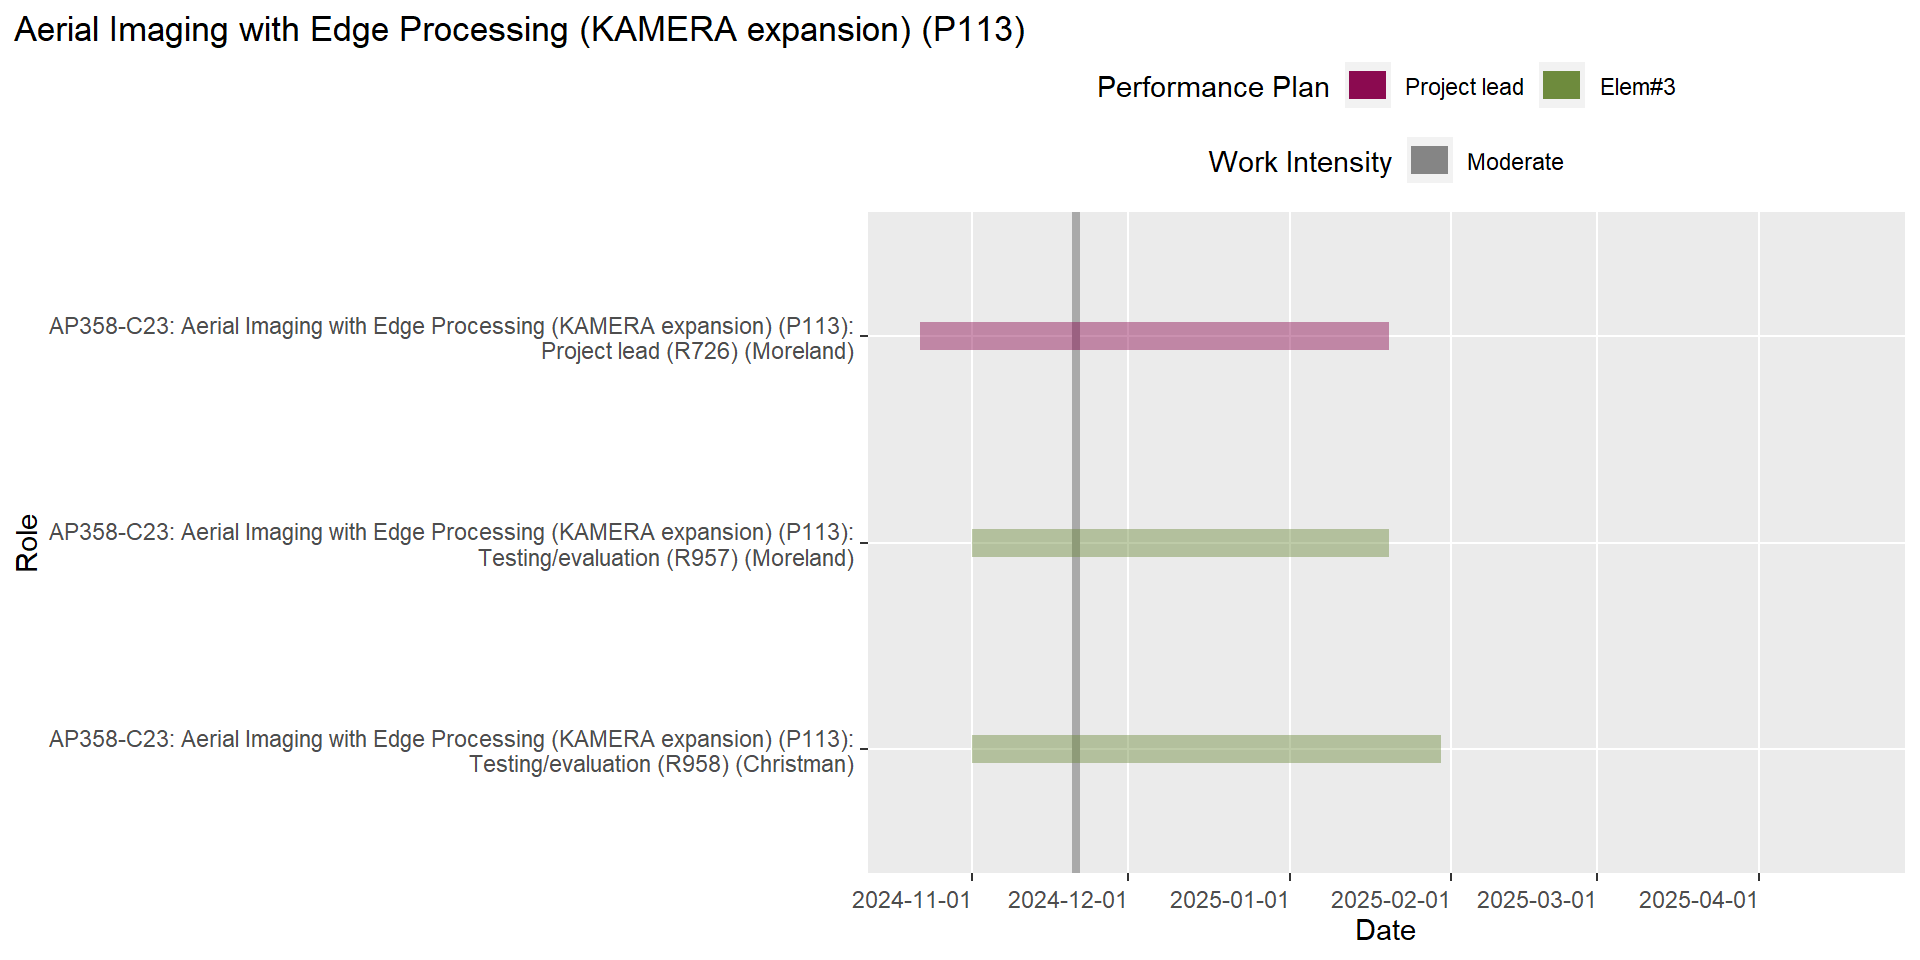 Aerial Imaging with Edge Processing (KAMERA expansion) (P113)
Performance Plan Project lead Elem#3
Work Intensity Moderate
AP358-C23: Aerial Imaging with Edge Processing (KAMERA expansion) (P113):
Project lead (R726) (Moreland)
AP358-C23: Aerial Imaging with Edge Processing (KAMERA expansion) (P113):
Testing/evaluation (R957) (Moreland)
AP358-C23: Aerial Imaging with Edge Processing (KAMERA expansion) (P113):
Testing/evaluation (R958) (Christman)
Role
2024-11-01 2024-12-01 2025-01-01 2025-02-01 2025-03-01 2025-04-01
Date